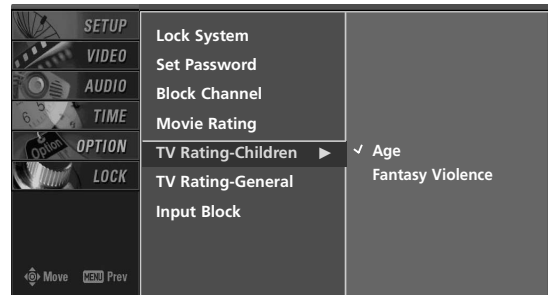 SETUP
VIDEO
AUDIO
TIME
OPTION
LOCK
Lock System
Set Password
Block Channel
Movie Rating
TV Rating-Children ▶
TV Rating-General
Input Block
✓ Age
Fantasy Violence
Move MENU Prev
Option